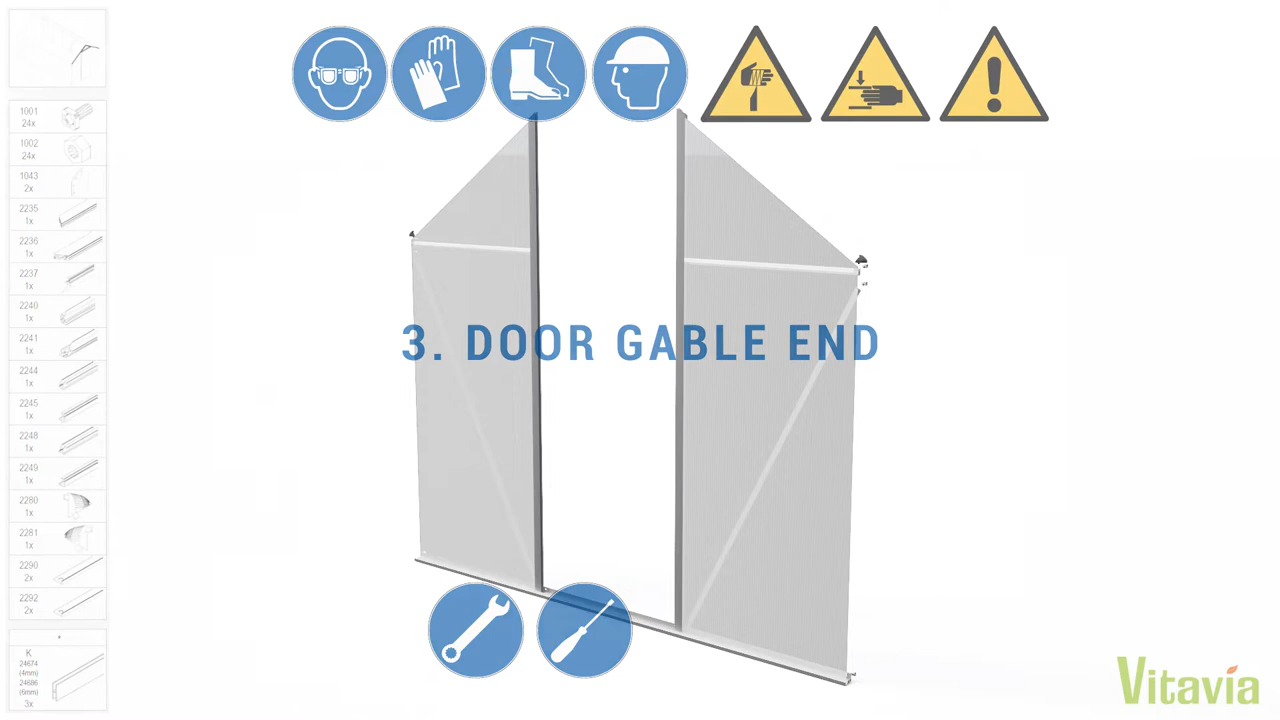 1001
24x
1002
24x
1043
2x
2235
1x
2236
1x
2237
1x
2240
1x
2241
1x
2244
1x
2245
1x
2248
1x
2249
1x
2280
1x
2281
1x
2290
2x
2292
2x
K
24674
(4mm)
24686
(6mm)
3x
3. DOOR GABLE END
Vitavia